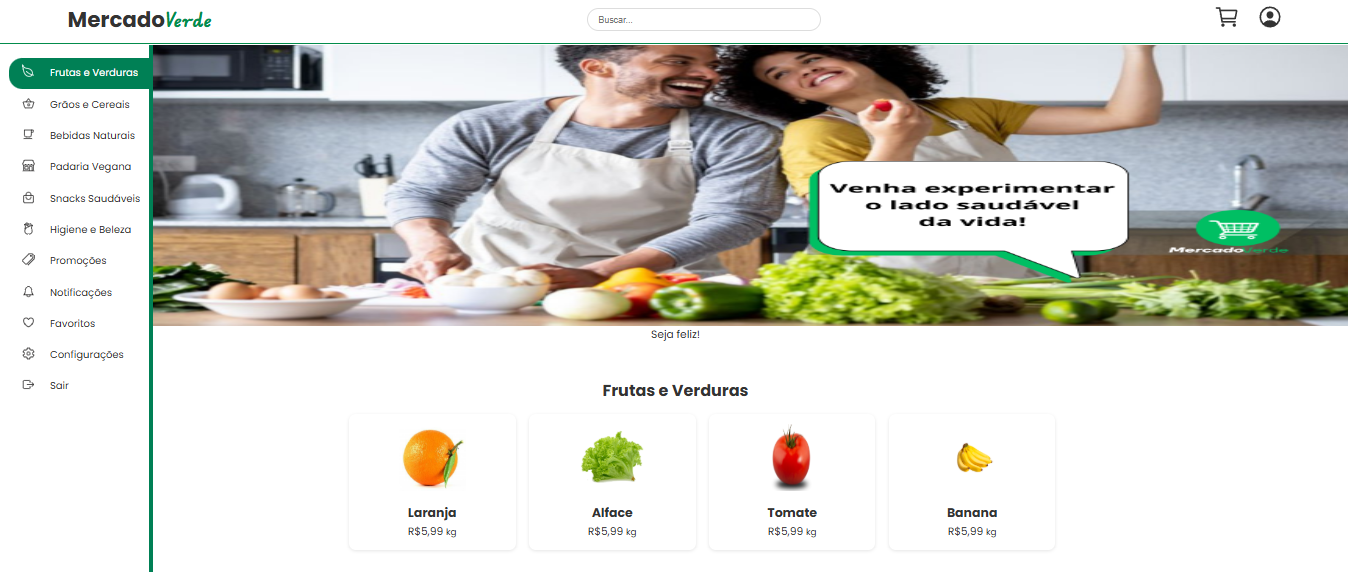 MercadoVerde
Buscar...
Frutas e Verduras
Grãos e Cereais
Bebidas Naturais
Padaria Vegana
Snacks Saudáveis
Higiene e Beleza
Promoções
Notificações
Favoritos
Configurações
Sair
Venha experimentar
o lado saudável
da vida!
MercadoVerde
Seja feliz!
Frutas e Verduras
Laranja
R$5,99 kg
Alface
R$5,99 kg
Tomate
R$5,99 kg
Banana
R$5,99 kg